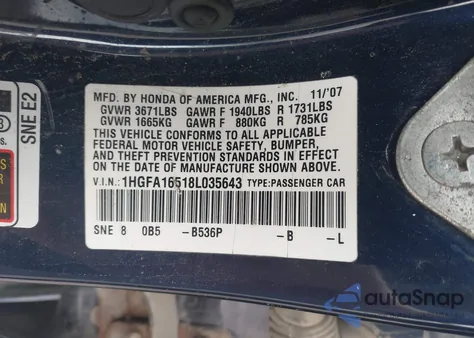 MFD. BY HONDA OF AMERICA MFG., INC. 11/'07
GVWR 3671LBS GAWR F 1940LBS R 1731LBS
GVWR 1665KG GAWR F 880KG R 785KG
THIS VEHICLE CONFORMS TO ALL APPLICABLE
FEDERAL MOTOR VEHICLE SAFETY, BUMPER,
AND THEFT PREVENTION STANDARDS IN EFFECT
ON THE DATE OF MANUFACTURE SHOWN ABOVE.
V.I.N.: 1HGFA16518L035643 TYPE: PASSENGER CAR
SNE 8 0B5 -B536P -B -L
SNE E2
autoSnap